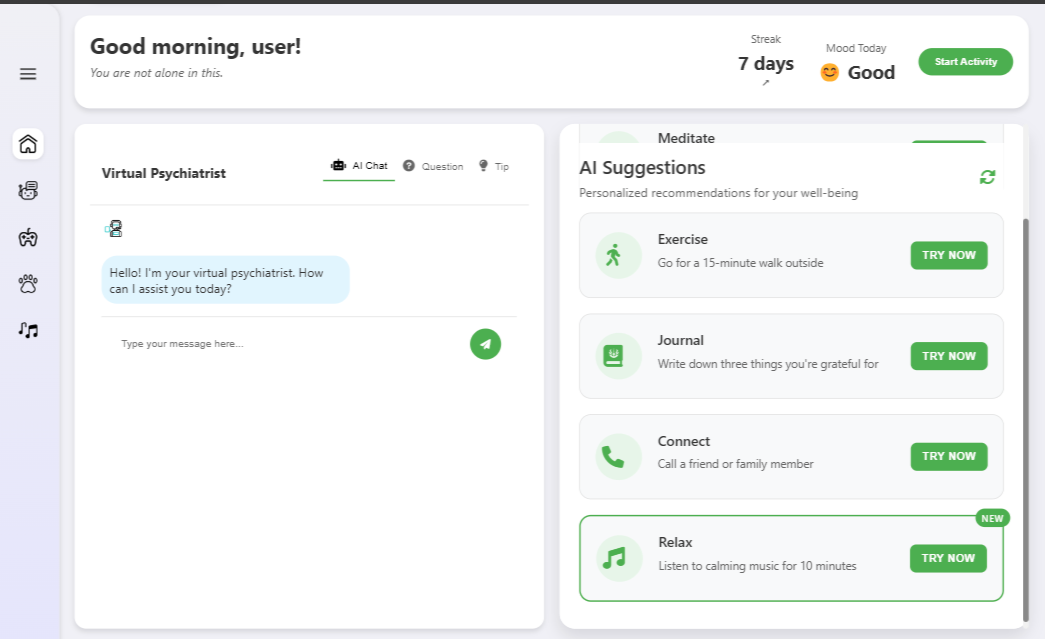 Good morning, user!
You are not alone in this.
Streak
7 days
↗
Mood Today
😊 Good
Start Activity
Virtual Psychiatrist
AI Chat
Question
Tip
Hello! I'm your virtual psychiatrist. How
can I assist you today?
Type your message here...
Meditate
AI Suggestions
Personalized recommendations for your well-being
Exercise
Go for a 15-minute walk outside
TRY NOW
Journal
Write down three things you're grateful for
TRY NOW
Connect
Call a friend or family member
TRY NOW
NEW
Relax
Listen to calming music for 10 minutes
TRY NOW